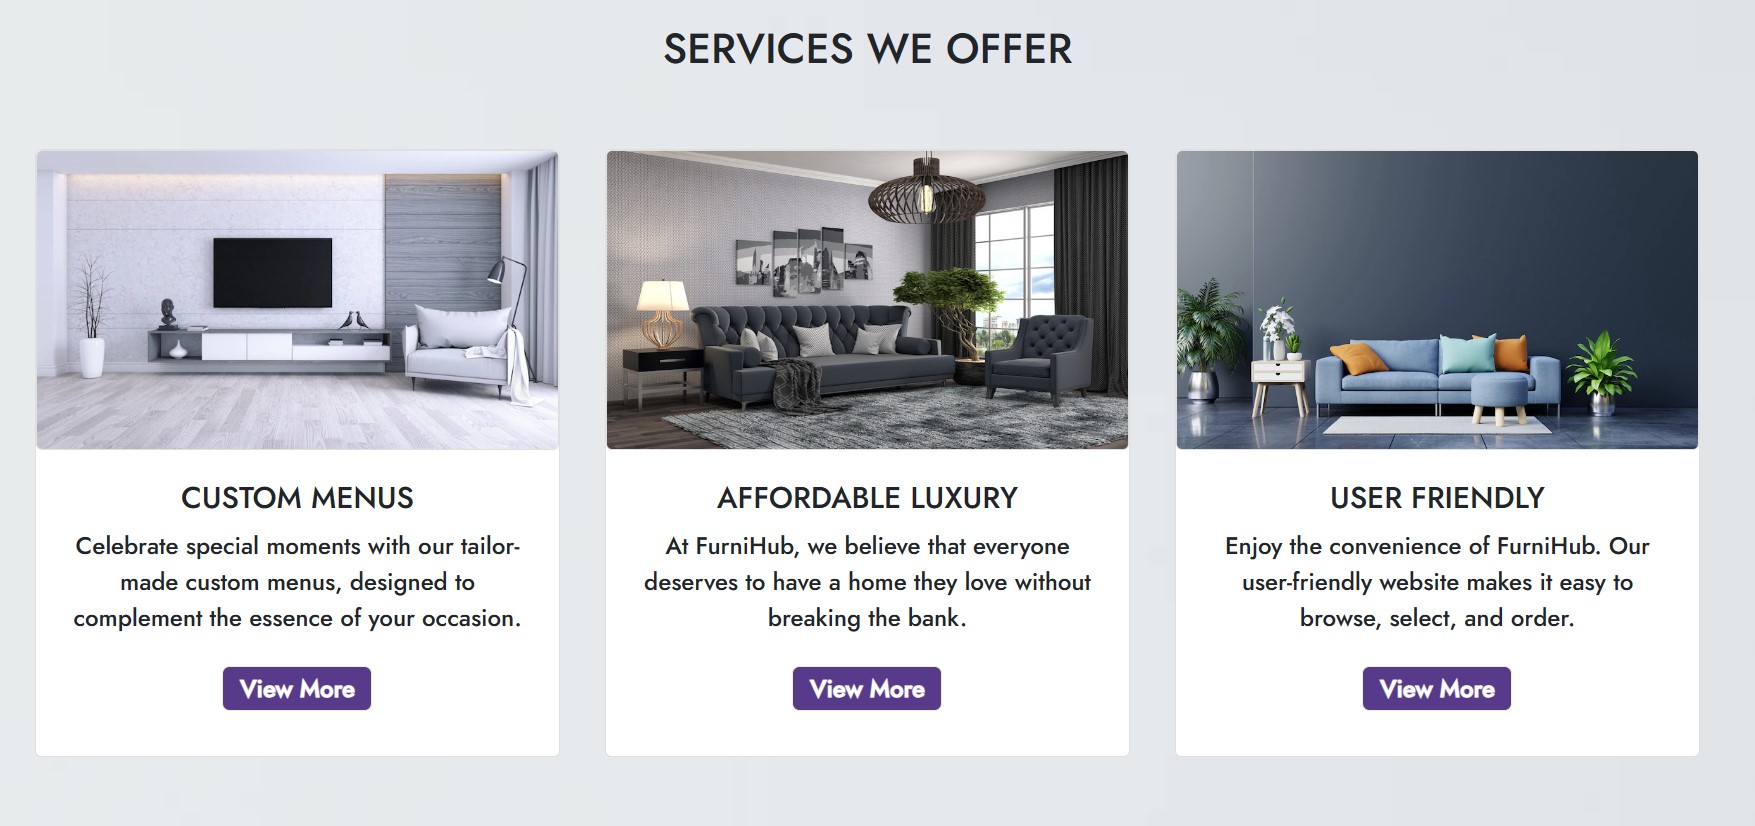 SERVICES WE OFFER
CUSTOM MENUS
Celebrate special moments with our tailor-
made custom menus, designed to
complement the essence of your occasion.
View More
AFFORDABLE LUXURY
At FurniHub, we believe that everyone
deserves to have a home they love without
breaking the bank.
View More
USER FRIENDLY
Enjoy the convenience of FurniHub. Our
user-friendly website makes it easy to
browse, select, and order.
View More